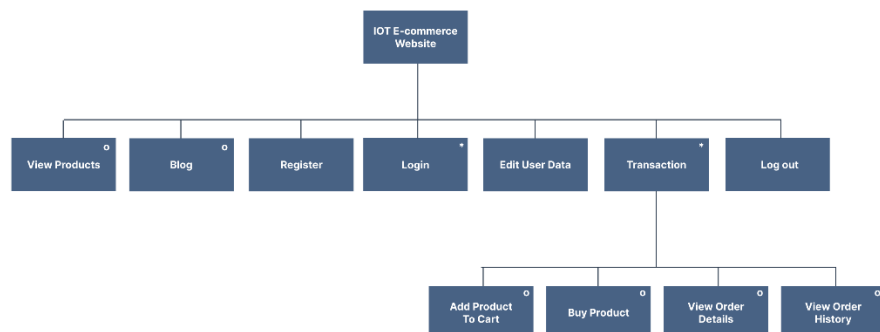 IOT E-commerce
Website
o
View Products
o
Blog
Register
*
Login
Edit User Data
*
Transaction
Log out
o
Add Product
To Cart
o
Buy Product
o
View Order
Details
o
View Order
History